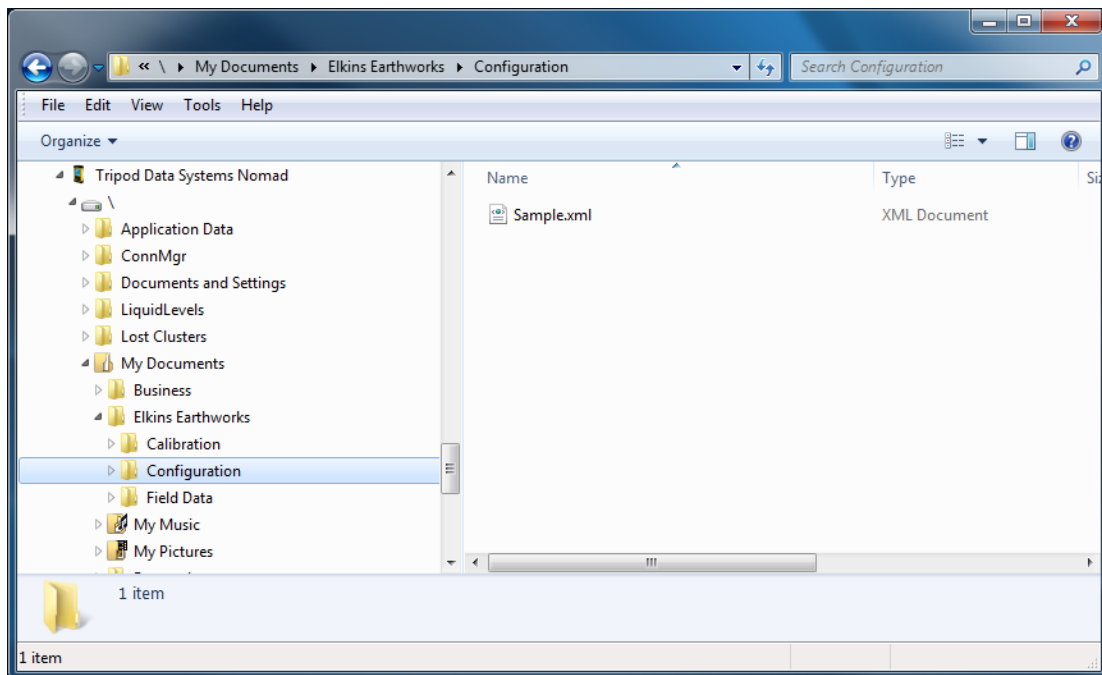 « \ ▸ My Documents ▸ Elkins Earthworks ▸ Configuration
Search Configuration
File Edit View Tools Help
Organize
Tripod Data Systems Nomad
\
Application Data
ConnMgr
Documents and Settings
LiquidLevels
Lost Clusters
My Documents
Business
Elkins Earthworks
Calibration
Configuration
Field Data
My Music
My Pictures
Name Type
Sample.xml XML Document
1 item
1 item